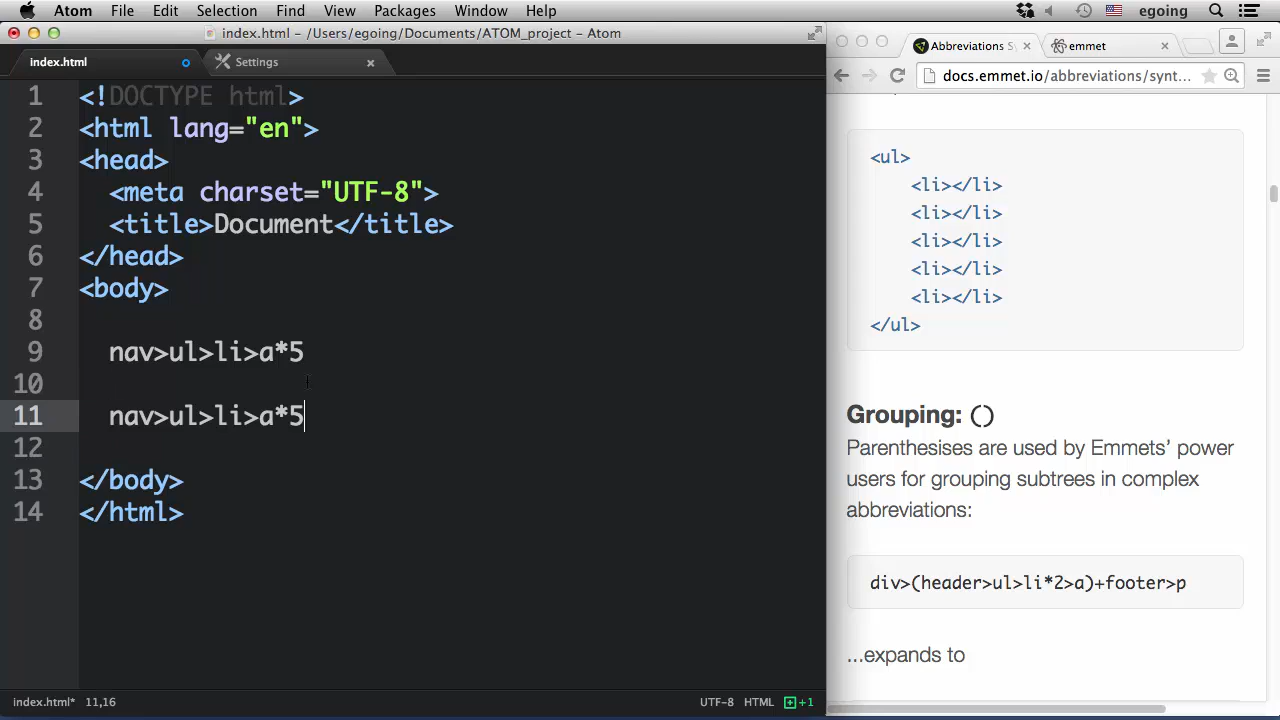 Atom File Edit Selection Find View Packages Window Help egoing
index.html – /Users/egoing/Documents/ATOM_project – Atom
index.html Settings
1 <!DOCTYPE html>
2 <html lang="en">
3 <head>
4 <meta charset="UTF-8">
5 <title>Document</title>
6 </head>
7 <body>
8
9 nav>ul>li>a*5
10
11 nav>ul>li>a*5
12
13 </body>
14 </html>
index.html* 11,16 UTF-8 HTML +1
Abbreviations Sy emmet
docs.emmet.io/abbreviations/synt...
<ul>
<li></li>
<li></li>
<li></li>
<li></li>
<li></li>
</ul>
Grouping: ()
Parenthesises are used by Emmets’ power
users for grouping subtrees in complex
abbreviations:
div>(header>ul>li*2>a)+footer>p
...expands to